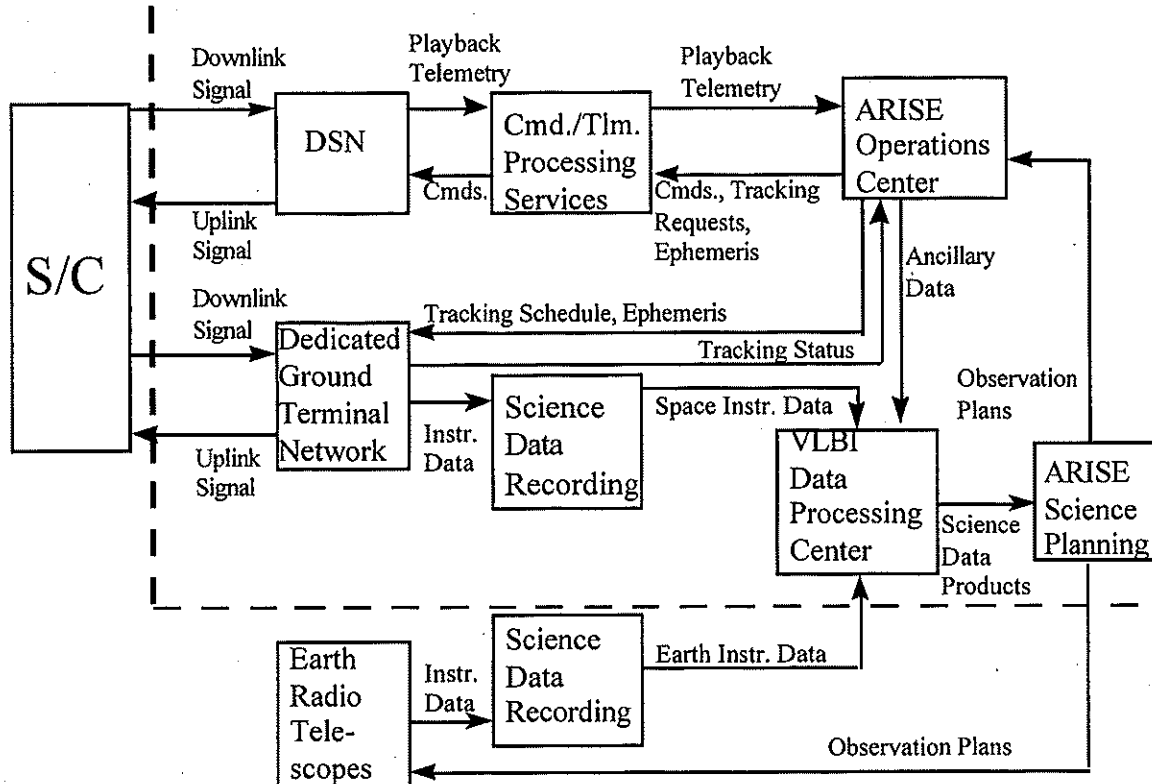 Downlink
Signal
Playback
Telemetry
Playback
Telemetry
DSN
Cmd./Tlm.
Processing
Services
ARISE
Operations
Center
Cmds.
Cmds., Tracking
Requests,
Ephemeris
Uplink
Signal
S/C
Ancillary
Data
Downlink
Signal
Tracking Schedule, Ephemeris
Tracking Status
Dedicated
Ground
Terminal
Network
Instr.
Data
Science
Data
Recording
Space Instr. Data
Observation
Plans
Uplink
Signal
VLBI
Data
Processing
Center
Science
Data
Products
ARISE
Science
Planning
Earth
Radio
Tele-
scopes
Instr.
Data
Science
Data
Recording
Earth Instr. Data
Observation Plans